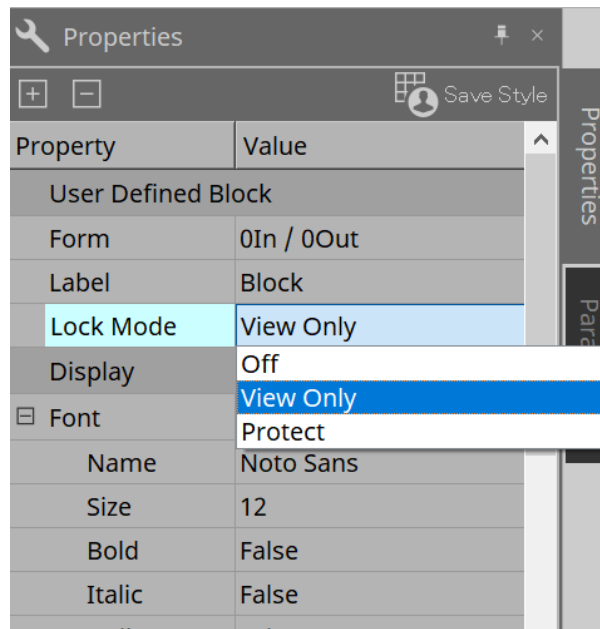 Properties
Save Style
Property Value
User Defined Block
Form 0In / 0Out
Label Block
Lock Mode View Only
Off
Display
View Only
Font
Protect
Name Noto Sans
Size 12
Bold False
Italic False
Properties